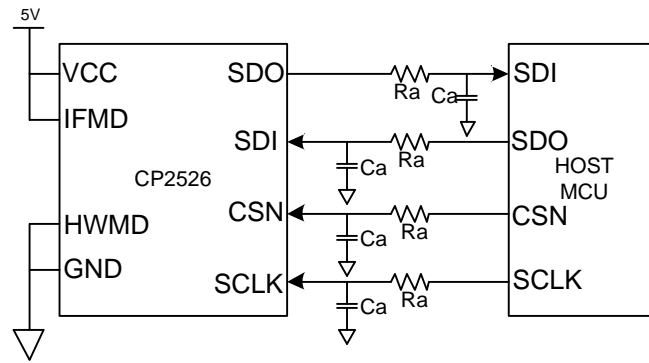 5V
VCC
SDO
Ra
Ca
SDI
IFMD
SDI
Ca
Ra
SDO
CP2526
HOST
MCU
HWMD
CSN
Ca
Ra
CSN
GND
SCLK
Ca
Ra
SCLK